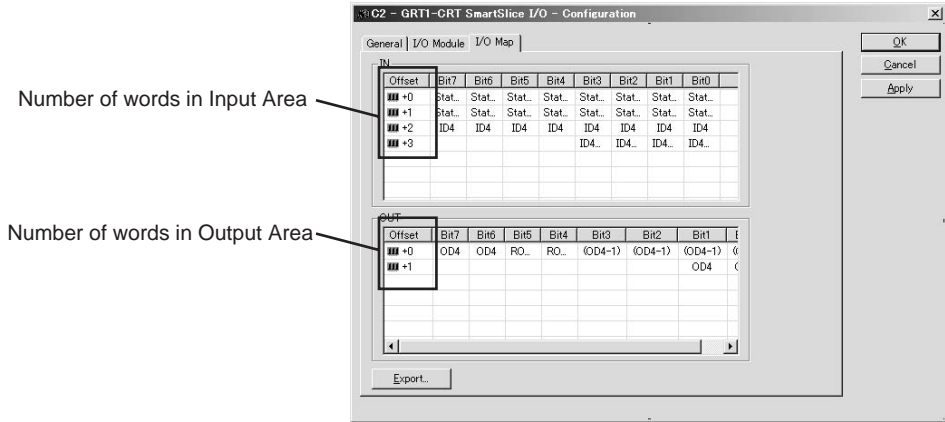 C2 - GRT1-CRT SmartSlice I/O - Configuration
General I/O Module I/O Map
OK
Cancel
Apply
IN
Offset Bit7 Bit6 Bit5 Bit4 Bit3 Bit2 Bit1 Bit0
+0 Stat... Stat... Stat... Stat... Stat... Stat... Stat... Stat...
+1 Stat... Stat... Stat... Stat... Stat... Stat... Stat... Stat...
+2 ID4 ID4 ID4 ID4 ID4 ID4 ID4 ID4
+3 ID4... ID4... ID4... ID4...
Number of words in Input Area
OUT
Offset Bit7 Bit6 Bit5 Bit4 Bit3 Bit2 Bit1
+0 OD4 OD4 RO... RO... (OD4-1) (OD4-1) (OD4-1)
+1 OD4
Number of words in Output Area
Export...